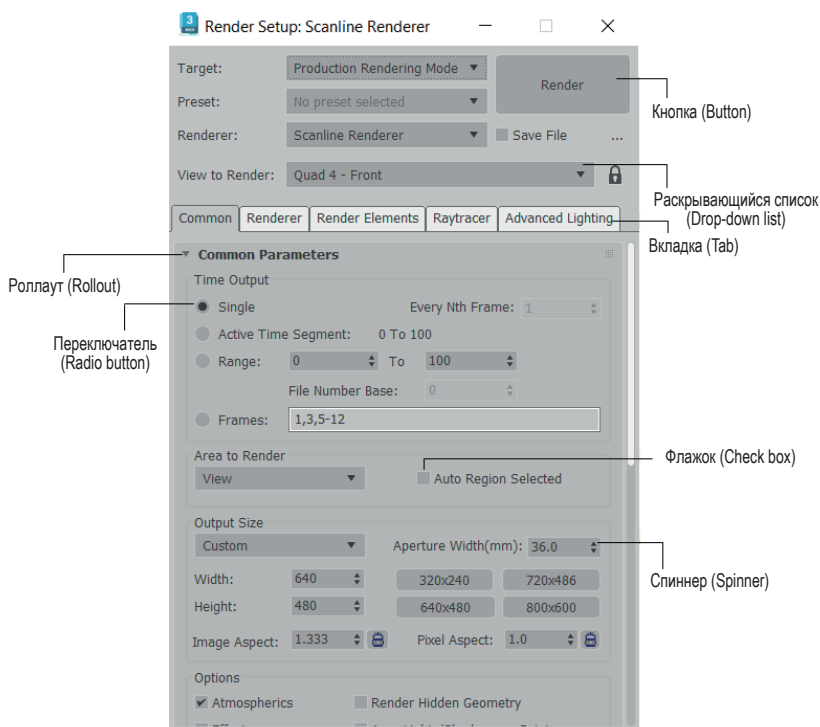 3
Render Setup: Scanline Renderer
Target: Production Rendering Mode
Render
Preset: No preset selected
Кнопка (Button)
Renderer: Scanline Renderer Save File ...
View to Render: Quad 4 - Front
Раскрывающийся список
(Drop-down list)
Common Renderer Render Elements Raytracer Advanced Lighting
Вкладка (Tab)
Common Parameters
Роллаут (Rollout)
Time Output
Single Every Nth Frame: 1
Переключатель
(Radio button)
Active Time Segment: 0 To 100
Range: 0 To 100
File Number Base: 0
Frames: 1,3,5-12
Area to Render
Флажок (Check box)
View Auto Region Selected
Output Size
Custom Aperture Width(mm): 36.0
Спиннер (Spinner)
Width: 640 320x240 720x486
Height: 480 640x480 800x600
Image Aspect: 1.333 Pixel Aspect: 1.0
Options
Atmospherics Render Hidden Geometry